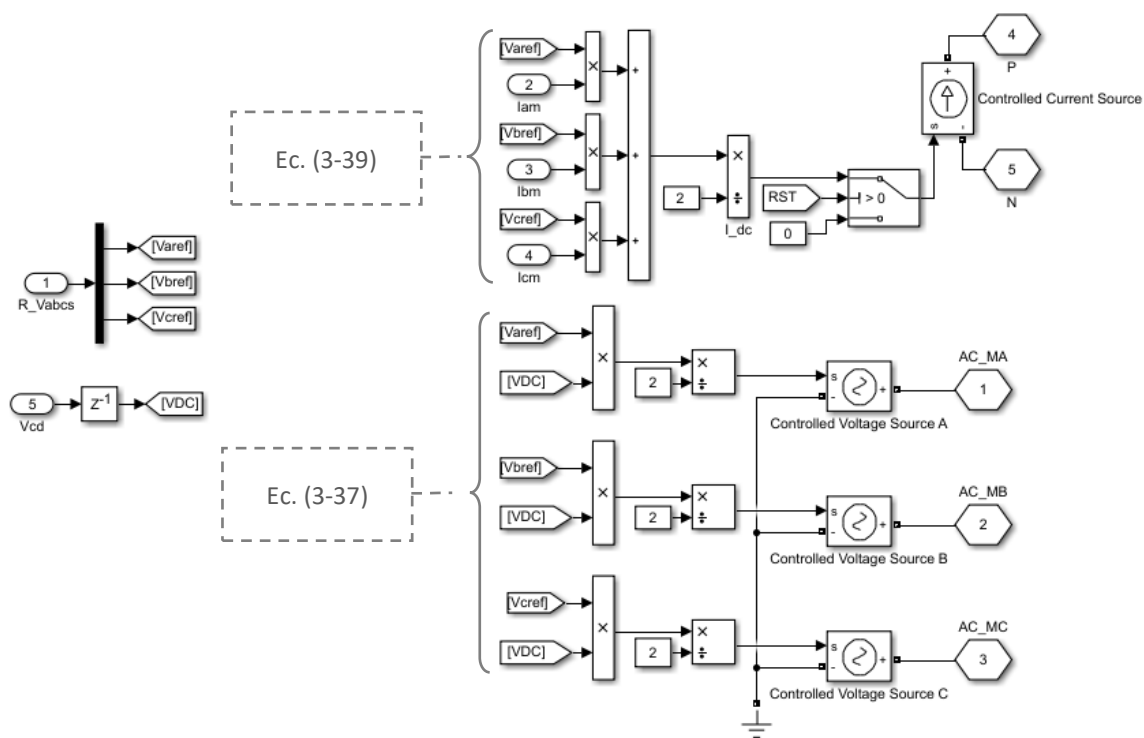 [Varef]
2
Iam
×
[Vbref]
3
Ibm
×
[Vcref]
4
Icm
×
+
+
+
Ec. (3-39)
2
×
÷
I_dc
RST
> 0
0
+
s
-
Controlled Current Source
4
P
5
N
1
R_Vabcs
[Varef]
[Vbref]
[Vcref]
5
Vcd
Z-1
[VDC]
Ec. (3-37)
[Varef]
[VDC]
×
2
×
÷
s
-
+
Controlled Voltage Source A
AC_MA
1
[Vbref]
[VDC]
×
2
×
÷
s
-
+
Controlled Voltage Source B
AC_MB
2
[Vcref]
[VDC]
×
2
×
÷
s
-
+
Controlled Voltage Source C
AC_MC
3